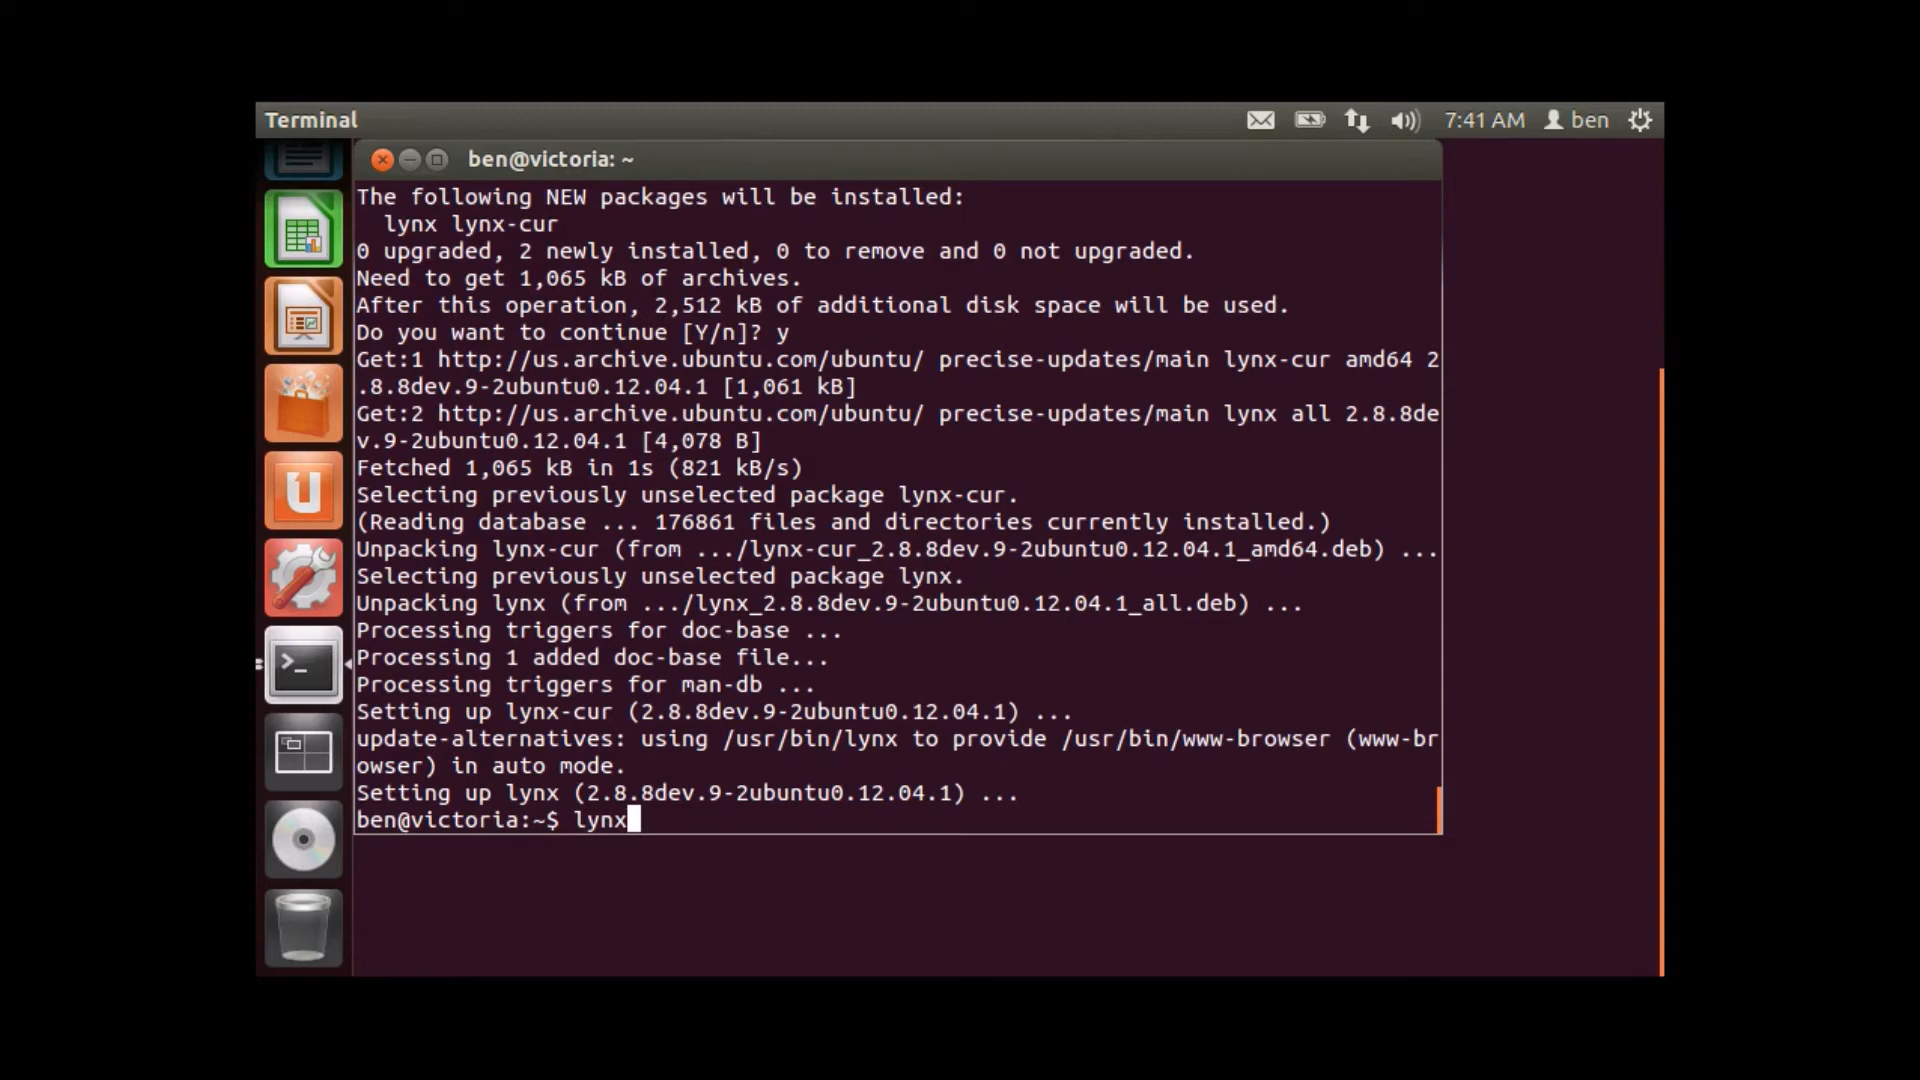 Terminal
7:41 AM ben
ben@victoria: ~
The following NEW packages will be installed:
lynx lynx-cur
0 upgraded, 2 newly installed, 0 to remove and 0 not upgraded.
Need to get 1,065 kB of archives.
After this operation, 2,512 kB of additional disk space will be used.
Do you want to continue [Y/n]? y
Get:1 http://us.archive.ubuntu.com/ubuntu/ precise-updates/main lynx-cur amd64 2
.8.8dev.9-2ubuntu0.12.04.1 [1,061 kB]
Get:2 http://us.archive.ubuntu.com/ubuntu/ precise-updates/main lynx all 2.8.8de
v.9-2ubuntu0.12.04.1 [4,078 B]
Fetched 1,065 kB in 1s (821 kB/s)
Selecting previously unselected package lynx-cur.
(Reading database ... 176861 files and directories currently installed.)
Unpacking lynx-cur (from .../lynx-cur_2.8.8dev.9-2ubuntu0.12.04.1_amd64.deb) ...
Selecting previously unselected package lynx.
Unpacking lynx (from .../lynx_2.8.8dev.9-2ubuntu0.12.04.1_all.deb) ...
Processing triggers for doc-base ...
Processing 1 added doc-base file...
Processing triggers for man-db ...
Setting up lynx-cur (2.8.8dev.9-2ubuntu0.12.04.1) ...
update-alternatives: using /usr/bin/lynx to provide /usr/bin/www-browser (www-br
owser) in auto mode.
Setting up lynx (2.8.8dev.9-2ubuntu0.12.04.1) ...
ben@victoria:~$ lynx